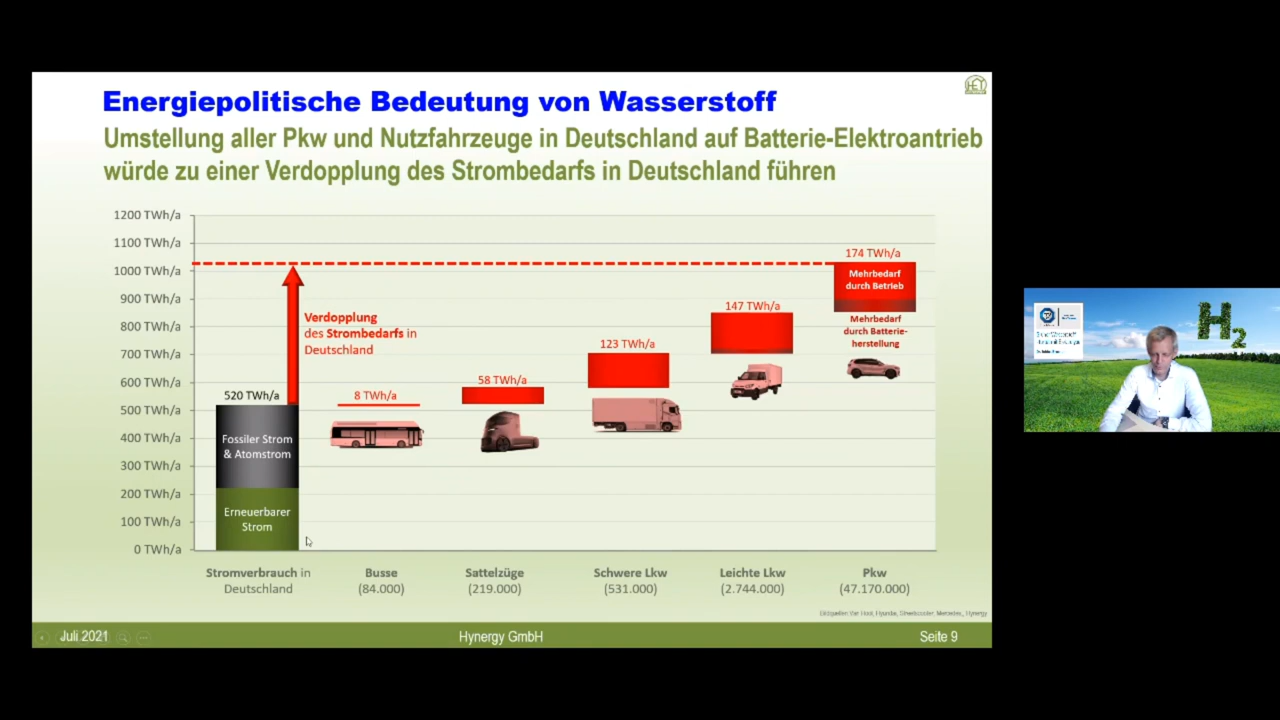 Energiepolitische Bedeutung von Wasserstoff
Umstellung aller Pkw und Nutzfahrzeuge in Deutschland auf Batterie-Elektroantrieb
würde zu einer Verdopplung des Strombedarfs in Deutschland führen
1200 TWh/a
1100 TWh/a
1000 TWh/a
900 TWh/a
800 TWh/a
700 TWh/a
600 TWh/a
500 TWh/a
400 TWh/a
300 TWh/a
200 TWh/a
100 TWh/a
0 TWh/a
520 TWh/a
Fossiler Strom
& Atomstrom
Erneuerbarer
Strom
Verdopplung
des Strombedarfs in
Deutschland
8 TWh/a
58 TWh/a
123 TWh/a
147 TWh/a
174 TWh/a
Mehrbedarf
durch Betrieb
Mehrbedarf
durch Batterie-
herstellung
Stromverbrauch in
Deutschland
Busse
(84.000)
Sattelzüge
(219.000)
Schwere Lkw
(531.000)
Leichte Lkw
(2.744.000)
Pkw
(47.170.000)
Juli 2021
Hynergy GmbH
Seite 9
H2